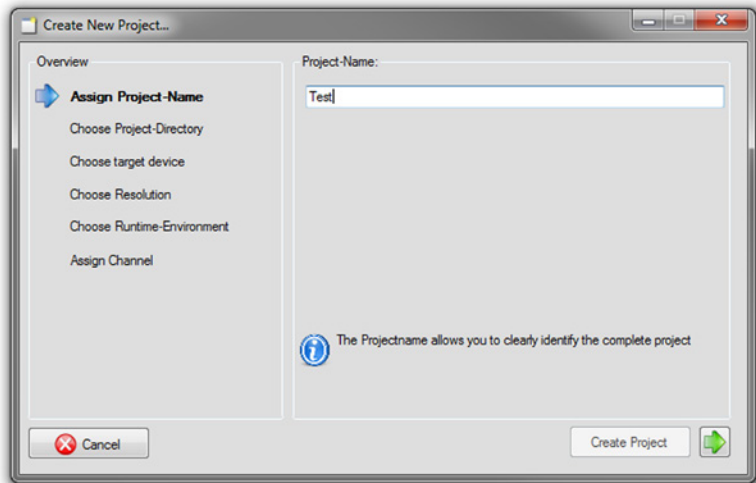 Create New Project...
Overview
Assign Project-Name
Choose Project-Directory
Choose target device
Choose Resolution
Choose Runtime-Environment
Assign Channel
Project-Name:
Test
The Projectname allows you to clearly identify the complete project
Cancel
Create Project